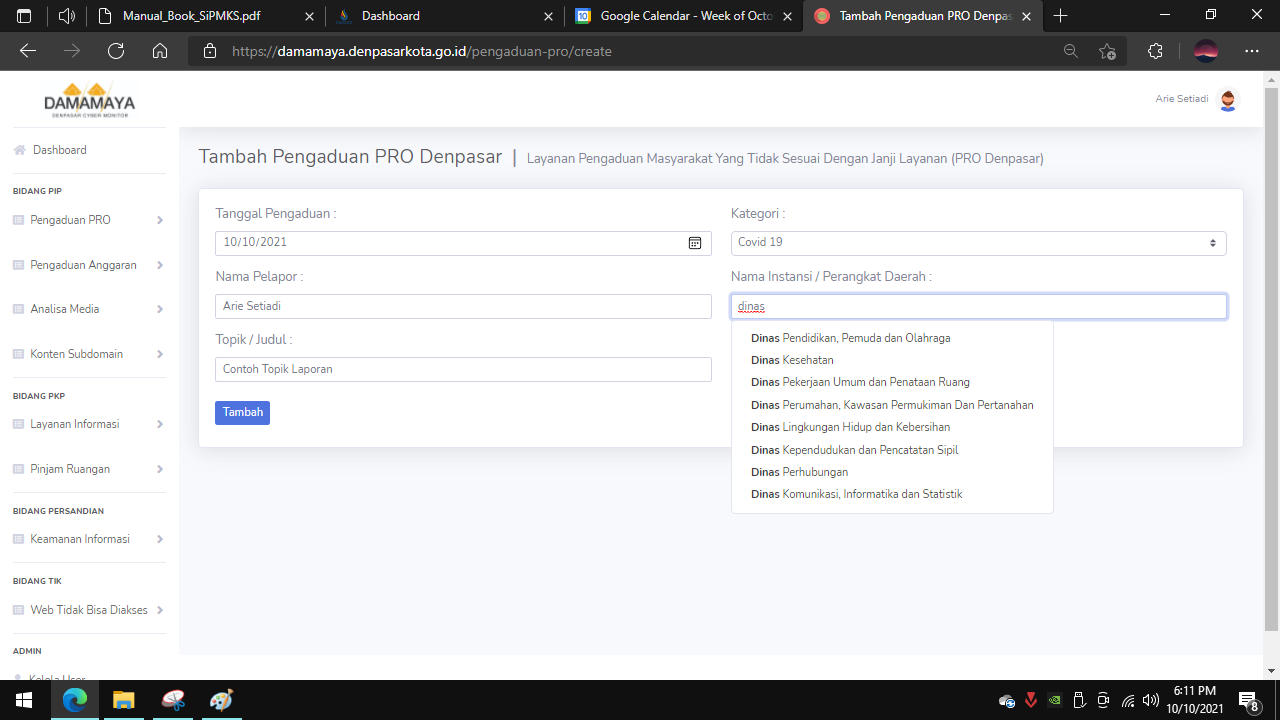 Manual_Book_SiPMKS.pdf
Dashboard
Google Calendar - Week of Octo
Tambah Pengaduan PRO Denpas
https://damamaya.denpasarkota.go.id/pengaduan-pro/create
DAMAMAYA
DENPASAR CYBER MONITOR
Arie Setiadi
Dashboard
BIDANG PIP
Pengaduan PRO
Pengaduan Anggaran
Analisa Media
Konten Subdomain
BIDANG PKP
Layanan Informasi
Pinjam Ruangan
BIDANG PERSANDIAN
Keamanan Informasi
BIDANG TIK
Web Tidak Bisa Diakses
ADMIN
Kelola User
Tambah Pengaduan PRO Denpasar | Layanan Pengaduan Masyarakat Yang Tidak Sesuai Dengan Janji Layanan (PRO Denpasar)
Tanggal Pengaduan :
10/10/2021
Nama Pelapor :
Arie Setiadi
Topik / Judul :
Contoh Topik Laporan
Tambah
Kategori :
Covid 19
Nama Instansi / Perangkat Daerah :
dinas
Dinas Pendidikan, Pemuda dan Olahraga
Dinas Kesehatan
Dinas Pekerjaan Umum dan Penataan Ruang
Dinas Perumahan, Kawasan Permukiman Dan Pertanahan
Dinas Lingkungan Hidup dan Kebersihan
Dinas Kependudukan dan Pencatatan Sipil
Dinas Perhubungan
Dinas Komunikasi, Informatika dan Statistik
6:11 PM
10/10/2021
8